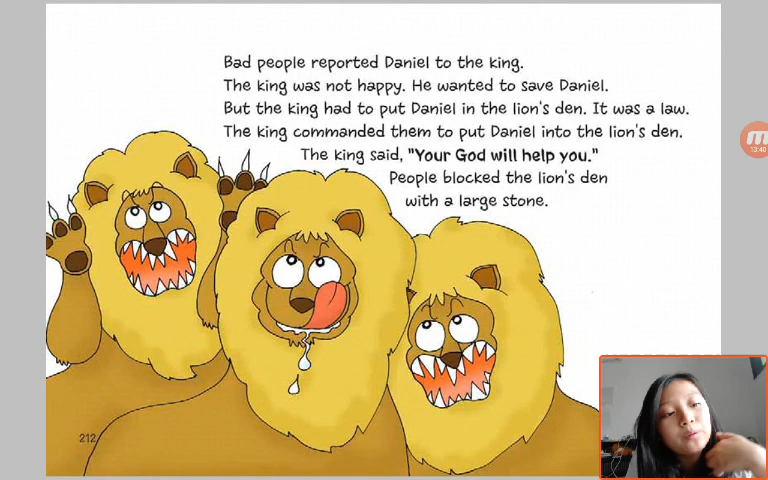 Bad people reported Daniel to the king.
The king was not happy. He wanted to save Daniel.
But the king had to put Daniel in the lion's den. It was a law.
The king commanded them to put Daniel into the lion's den.
The king said, "Your God will help you."
People blocked the lion's den
with a large stone.
212
13:40